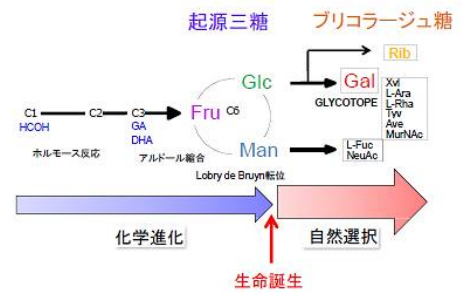 起源三糖
ブリコラージュ糖
Rib
Glc
Gal
GLYCOTOPE
Xvl
L-Ara
L-Rha
Tyv
Ave
MurNAc
C1
C2
C3
Fru
C6
HCOH
GA
DHA
Man
L-Fuc
NeuAc
ホルモース反応
アルドール縮合
Lobry de Bruyn転位
化学進化
自然選択
生命誕生